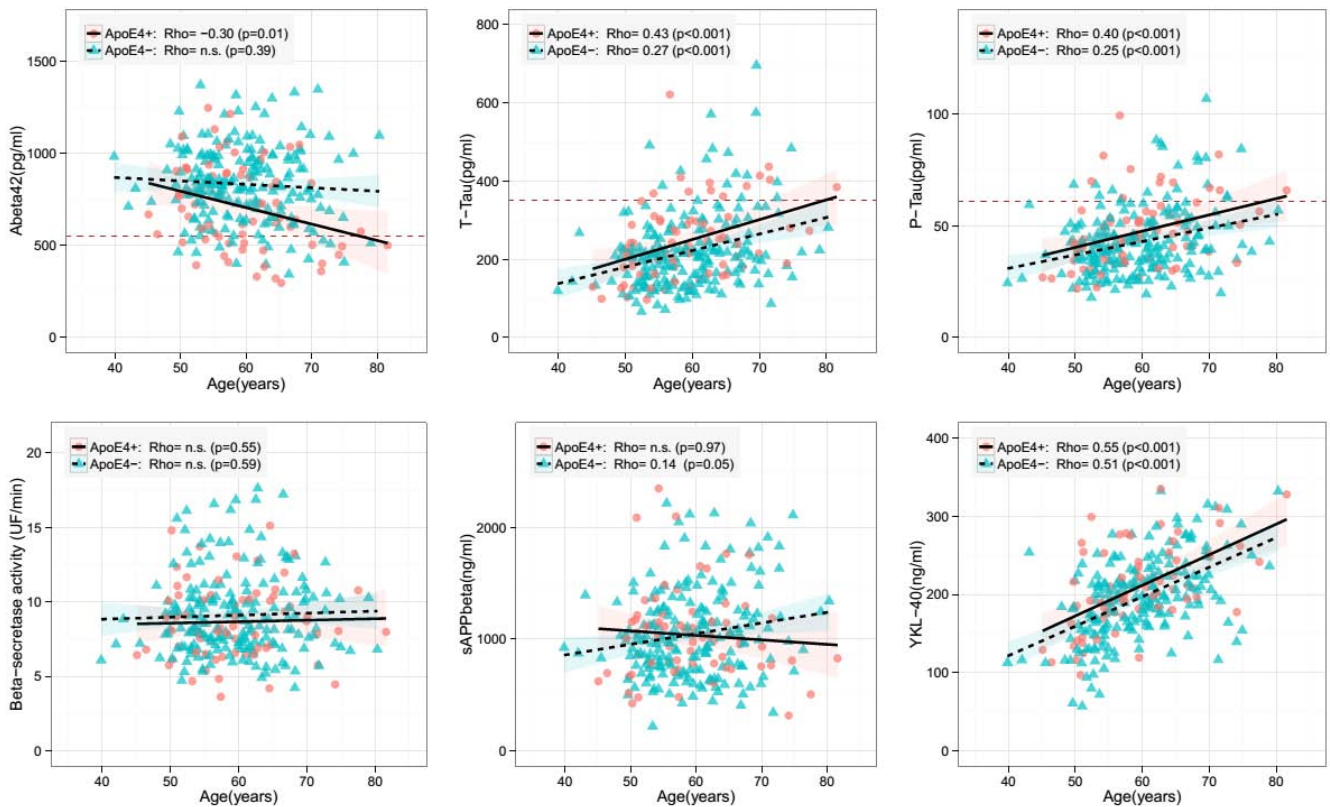 ApoE4+: Rho= −0.30 (p=0.01)
ApoE4−: Rho= n.s. (p=0.39)
1500
1000
500
0
Abeta42(pg/ml)
40 50 60 70 80
Age(years)
ApoE4+: Rho= 0.43 (p<0.001)
ApoE4−: Rho= 0.27 (p<0.001)
800
600
400
200
0
T−Tau(pg/ml)
40 50 60 70 80
Age(years)
ApoE4+: Rho= 0.40 (p<0.001)
ApoE4−: Rho= 0.25 (p<0.001)
100
50
0
P−Tau(pg/ml)
40 50 60 70 80
Age(years)
ApoE4+: Rho= n.s. (p=0.55)
ApoE4−: Rho= n.s. (p=0.59)
20
15
10
5
0
Beta−secretase activity (UF/min)
40 50 60 70 80
Age(years)
ApoE4+: Rho= n.s. (p=0.97)
ApoE4−: Rho= 0.14 (p=0.05)
2000
1000
0
sAPPbeta(ng/ml)
40 50 60 70 80
Age(years)
ApoE4+: Rho= 0.55 (p<0.001)
ApoE4−: Rho= 0.51 (p<0.001)
400
300
200
100
0
YKL−40(ng/ml)
40 50 60 70 80
Age(years)